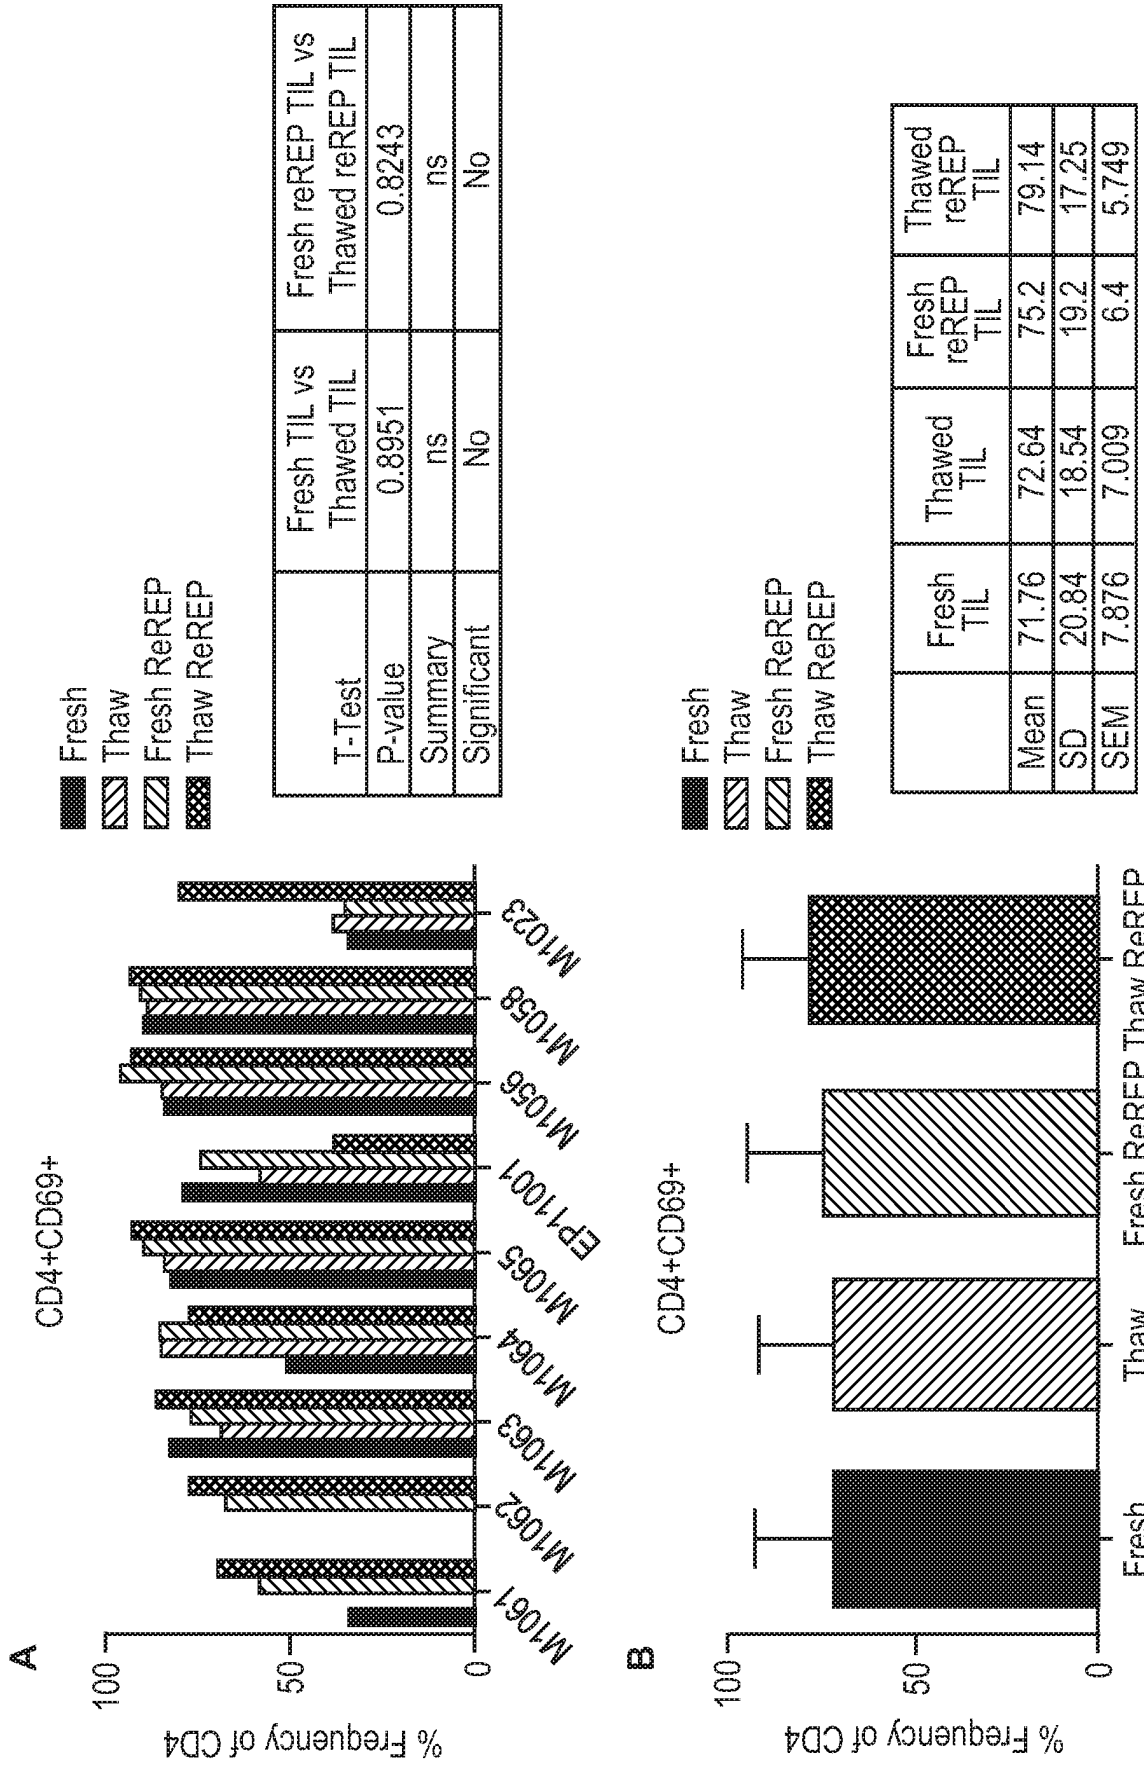 A
CD4+CD69+
% Frequency of CD4
100
50
0
M1061
M1062
M1063
M1064
M1065
EP11001
M1056
M1058
M1023
Fresh
Thaw
Fresh ReREP
Thaw ReREP
T-Test
Fresh TIL vs
Thawed TIL
Fresh reREP TIL vs
Thawed reREP TIL
P-value 0.8951 0.8243
Summary ns ns
Significant No No
B
CD4+CD69+
% Frequency of CD4
100
50
0
Fresh Thaw Fresh ReREP Thaw ReREP
Fresh
Thaw
Fresh ReREP
Thaw ReREP
Fresh
TIL
Thawed
TIL
Fresh
reREP
TIL
Thawed
reREP
TIL
Mean 71.76 72.64 75.2 79.14
SD 20.84 18.54 19.2 17.25
SEM 7.876 7.009 6.4 5.749